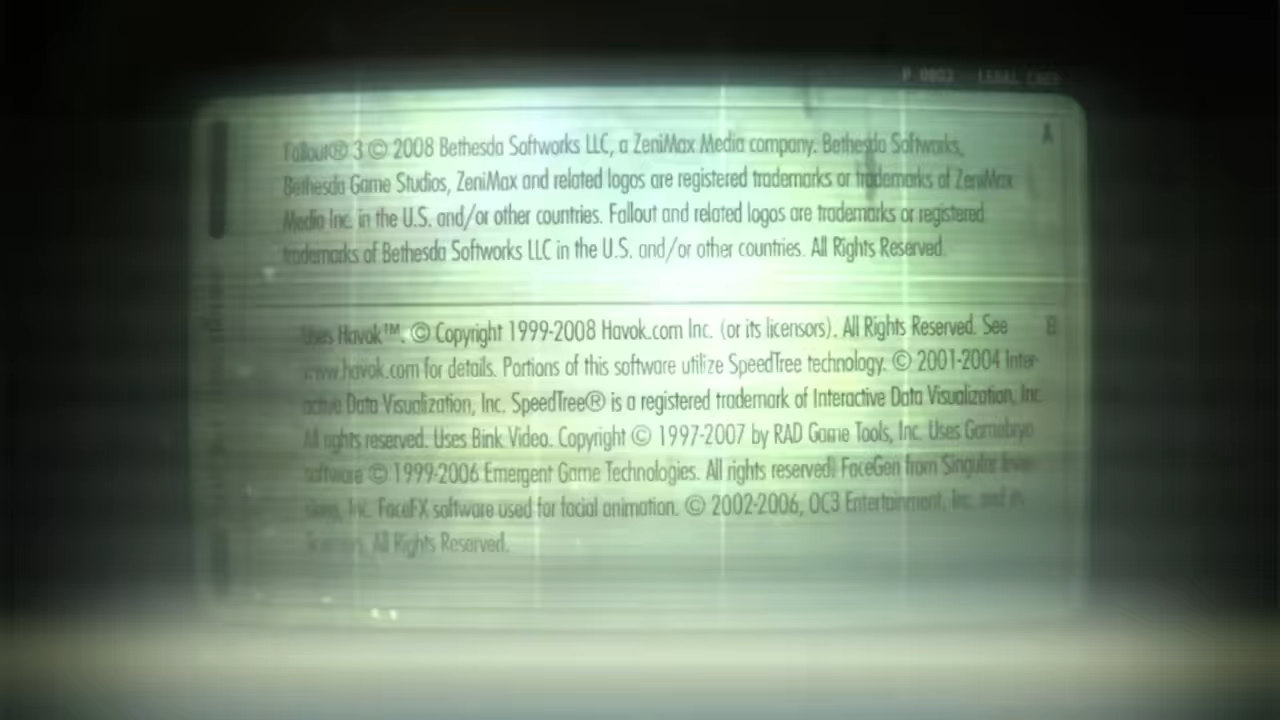 P 0002 LEGAL
A
Fallout® 3 © 2008 Bethesda Softworks LLC, a ZeniMax Media company. Bethesda Softworks,
Bethesda Game Studios, ZeniMax and related logos are registered trademarks or trademarks of ZeniMax
Media Inc. in the U.S. and/or other countries. Fallout and related logos are trademarks or registered
trademarks of Bethesda Softworks LLC in the U.S. and/or other countries. All Rights Reserved.
B
Uses Havok™. © Copyright 1999-2008 Havok.com Inc. (or its licensors). All Rights Reserved. See
www.havok.com for details. Portions of this software utilize SpeedTree technology. © 2001-2004 Inter-
active Data Visualization, Inc. SpeedTree® is a registered trademark of Interactive Data Visualization, Inc.
All rights reserved. Uses Bink Video. Copyright © 1997-2007 by RAD Game Tools, Inc. Uses Gamebryo
software © 1999-2006 Emergent Game Technologies. All rights reserved. FaceGen from Singular Inver-
sions, Inc. FaceFX software used for facial animation. © 2002-2006, OC3 Entertainment, Inc. and its
licensors. All Rights Reserved.